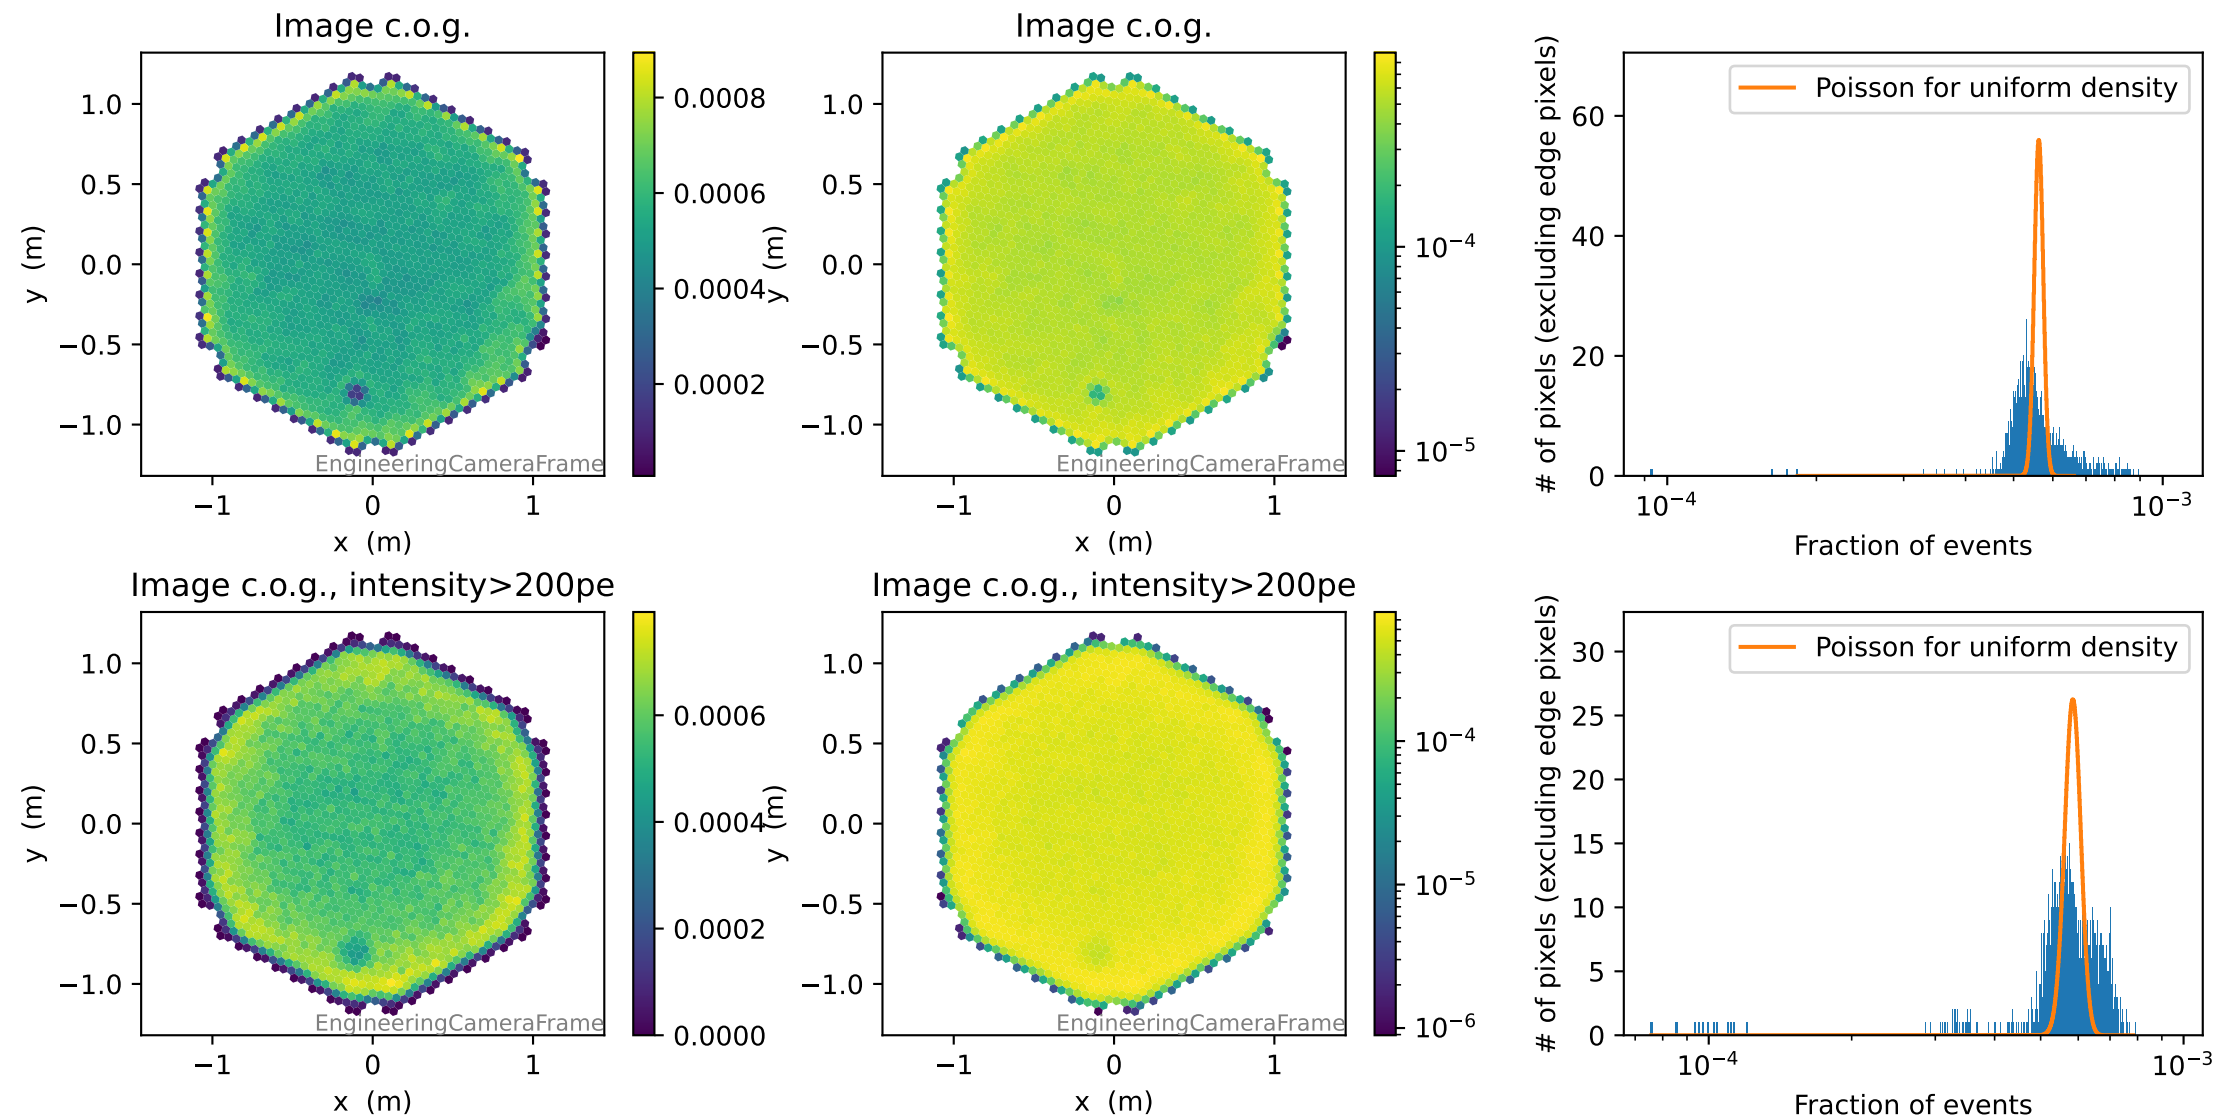 Image c.o.g.
1.0
0.5
0.0
−0.5
−1.0
y (m)
−1
0
1
x (m)
EngineeringCameraFrame
0.0008
0.0006
0.0004
0.0002
Image c.o.g.
1.0
0.5
0.0
−0.5
−1.0
y (m)
−1
0
1
x (m)
EngineeringCameraFrame
10⁻⁴
10⁻⁵
# of pixels (excluding edge pixels)
60
40
20
0
Poisson for uniform density
10⁻⁴
10⁻³
Fraction of events
Image c.o.g., intensity>200pe
1.0
0.5
0.0
−0.5
−1.0
y (m)
−1
0
1
x (m)
EngineeringCameraFrame
0.0006
0.0004
0.0002
0.0000
Image c.o.g., intensity>200pe
1.0
0.5
0.0
−0.5
−1.0
y (m)
−1
0
1
x (m)
EngineeringCameraFrame
10⁻⁴
10⁻⁵
10⁻⁶
# of pixels (excluding edge pixels)
30
25
20
15
10
5
0
Poisson for uniform density
10⁻⁴
10⁻³
Fraction of events